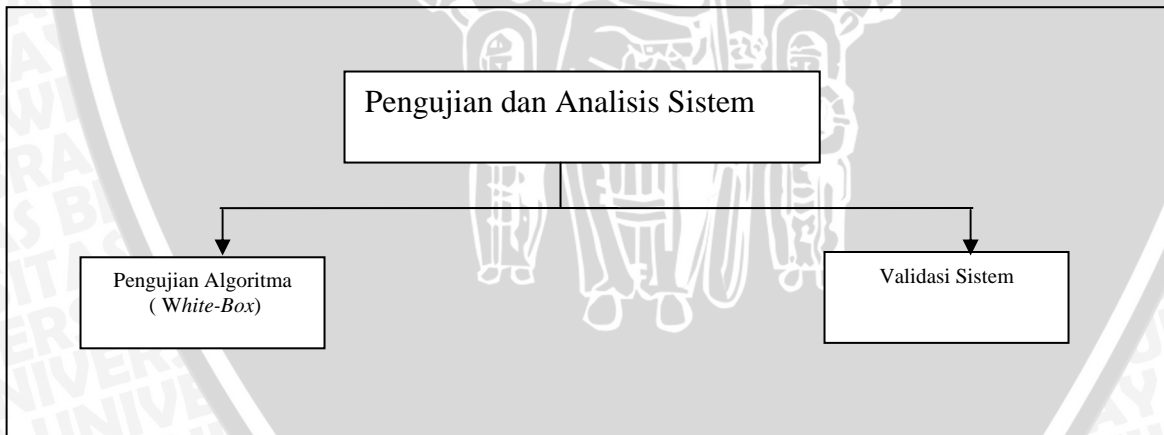 Pengujian dan Analisis Sistem
Pengujian Algoritma
( White-Box)
Validasi Sistem